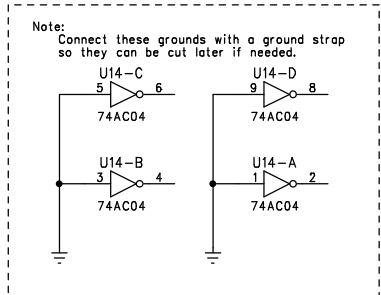 Note:
Connect these grounds with a ground strap
so they can be cut later if needed.
U14-C
5 6
74AC04
U14-D
9 8
74AC04
U14-B
3 4
74AC04
U14-A
1 2
74AC04